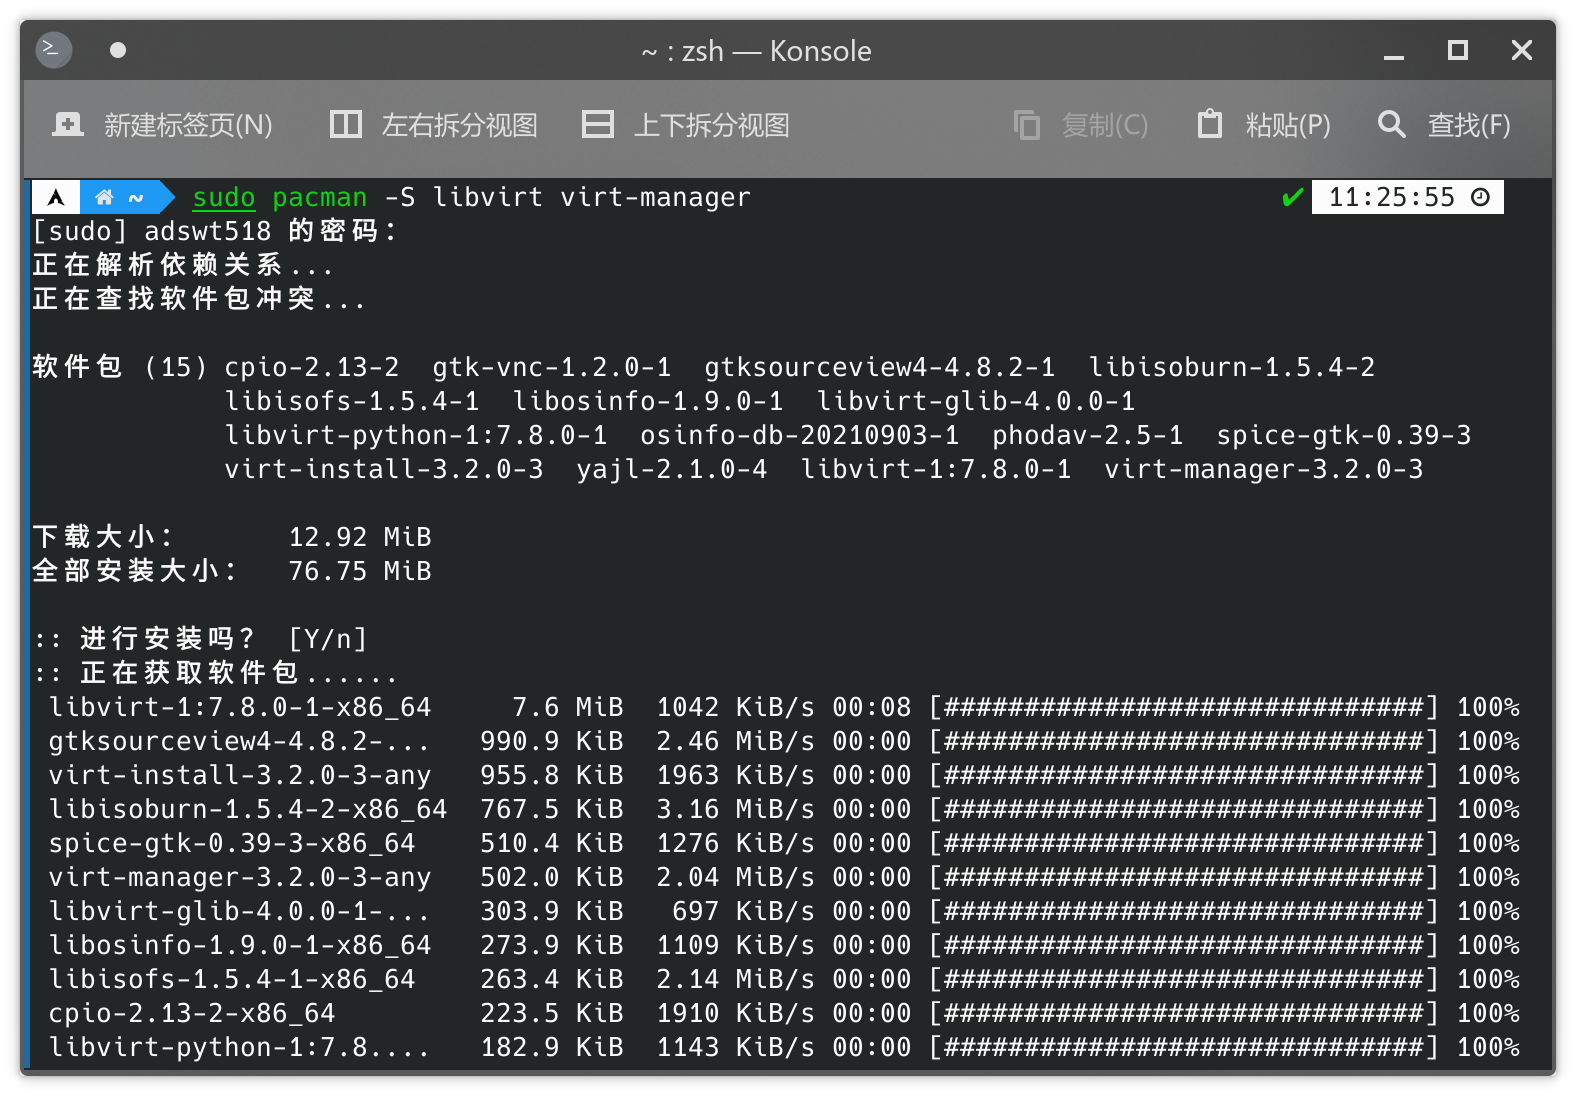 ~ : zsh — Konsole
新建标签页(N) 左右拆分视图 上下拆分视图 复制(C) 粘贴(P) 查找(F)
~ sudo pacman -S libvirt virt-manager ✔ 11:25:55
[sudo] adswt518 的密码：
正在解析依赖关系...
正在查找软件包冲突...
软件包 (15) cpio-2.13-2 gtk-vnc-1.2.0-1 gtksourceview4-4.8.2-1 libisoburn-1.5.4-2
libisofs-1.5.4-1 libosinfo-1.9.0-1 libvirt-glib-4.0.0-1
libvirt-python-1:7.8.0-1 osinfo-db-20210903-1 phodav-2.5-1 spice-gtk-0.39-3
virt-install-3.2.0-3 yajl-2.1.0-4 libvirt-1:7.8.0-1 virt-manager-3.2.0-3
下载大小： 12.92 MiB
全部安装大小： 76.75 MiB
:: 进行安装吗？ [Y/n]
:: 正在获取软件包......
libvirt-1:7.8.0-1-x86_64 7.6 MiB 1042 KiB/s 00:08 [##############################] 100%
gtksourceview4-4.8.2-... 990.9 KiB 2.46 MiB/s 00:00 [##############################] 100%
virt-install-3.2.0-3-any 955.8 KiB 1963 KiB/s 00:00 [##############################] 100%
libisoburn-1.5.4-2-x86_64 767.5 KiB 3.16 MiB/s 00:00 [##############################] 100%
spice-gtk-0.39-3-x86_64 510.4 KiB 1276 KiB/s 00:00 [##############################] 100%
virt-manager-3.2.0-3-any 502.0 KiB 2.04 MiB/s 00:00 [##############################] 100%
libvirt-glib-4.0.0-1-... 303.9 KiB 697 KiB/s 00:00 [##############################] 100%
libosinfo-1.9.0-1-x86_64 273.9 KiB 1109 KiB/s 00:00 [##############################] 100%
libisofs-1.5.4-1-x86_64 263.4 KiB 2.14 MiB/s 00:00 [##############################] 100%
cpio-2.13-2-x86_64 223.5 KiB 1910 KiB/s 00:00 [##############################] 100%
libvirt-python-1:7.8.... 182.9 KiB 1143 KiB/s 00:00 [##############################] 100%